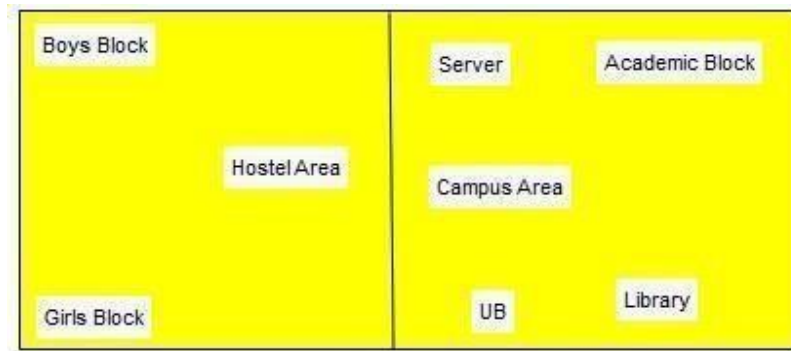 Boys Block
Server
Academic Block
Hostel Area
Campus Area
Girls Block
UB
Library